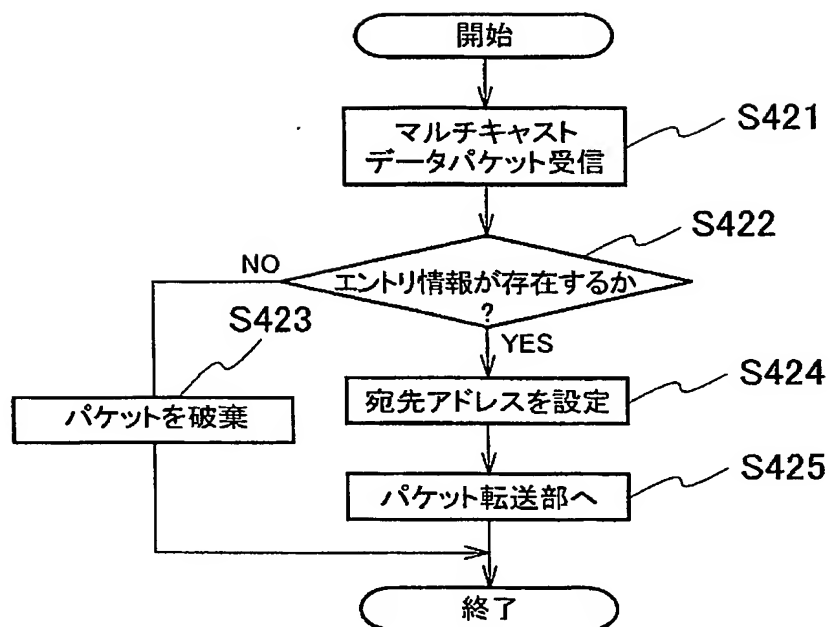 開始
マルチキャスト
データパケット受信
S421
S422
エントリ情報が存在するか
?
NO
YES
S423
パケットを破棄
宛先アドレスを設定
S424
パケット転送部へ
S425
終了